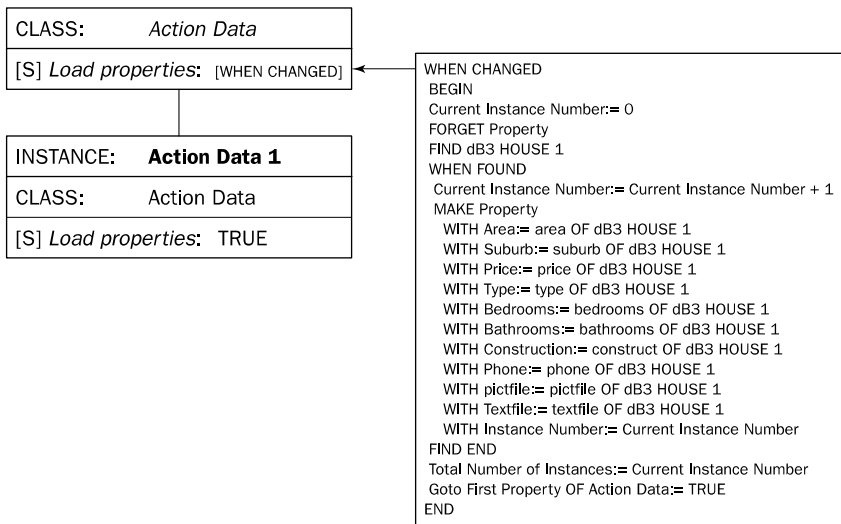 CLASS: Action Data
[S] Load properties: [WHEN CHANGED]
INSTANCE: Action Data 1
CLASS: Action Data
[S] Load properties: TRUE
WHEN CHANGED
BEGIN
Current Instance Number:= 0
FORGET Property
FIND dB3 HOUSE 1
WHEN FOUND
Current Instance Number:= Current Instance Number + 1
MAKE Property
WITH Area:= area OF dB3 HOUSE 1
WITH Suburb:= suburb OF dB3 HOUSE 1
WITH Price:= price OF dB3 HOUSE 1
WITH Type:= type OF dB3 HOUSE 1
WITH Bedrooms:= bedrooms OF dB3 HOUSE 1
WITH Bathrooms:= bathrooms OF dB3 HOUSE 1
WITH Construction:= construct OF dB3 HOUSE 1
WITH Phone:= phone OF dB3 HOUSE 1
WITH pictfile:= pictfile OF dB3 HOUSE 1
WITH Textfile:= textfile OF dB3 HOUSE 1
WITH Instance Number:= Current Instance Number
FIND END
Total Number of Instances:= Current Instance Number
Goto First Property OF Action Data:= TRUE
END